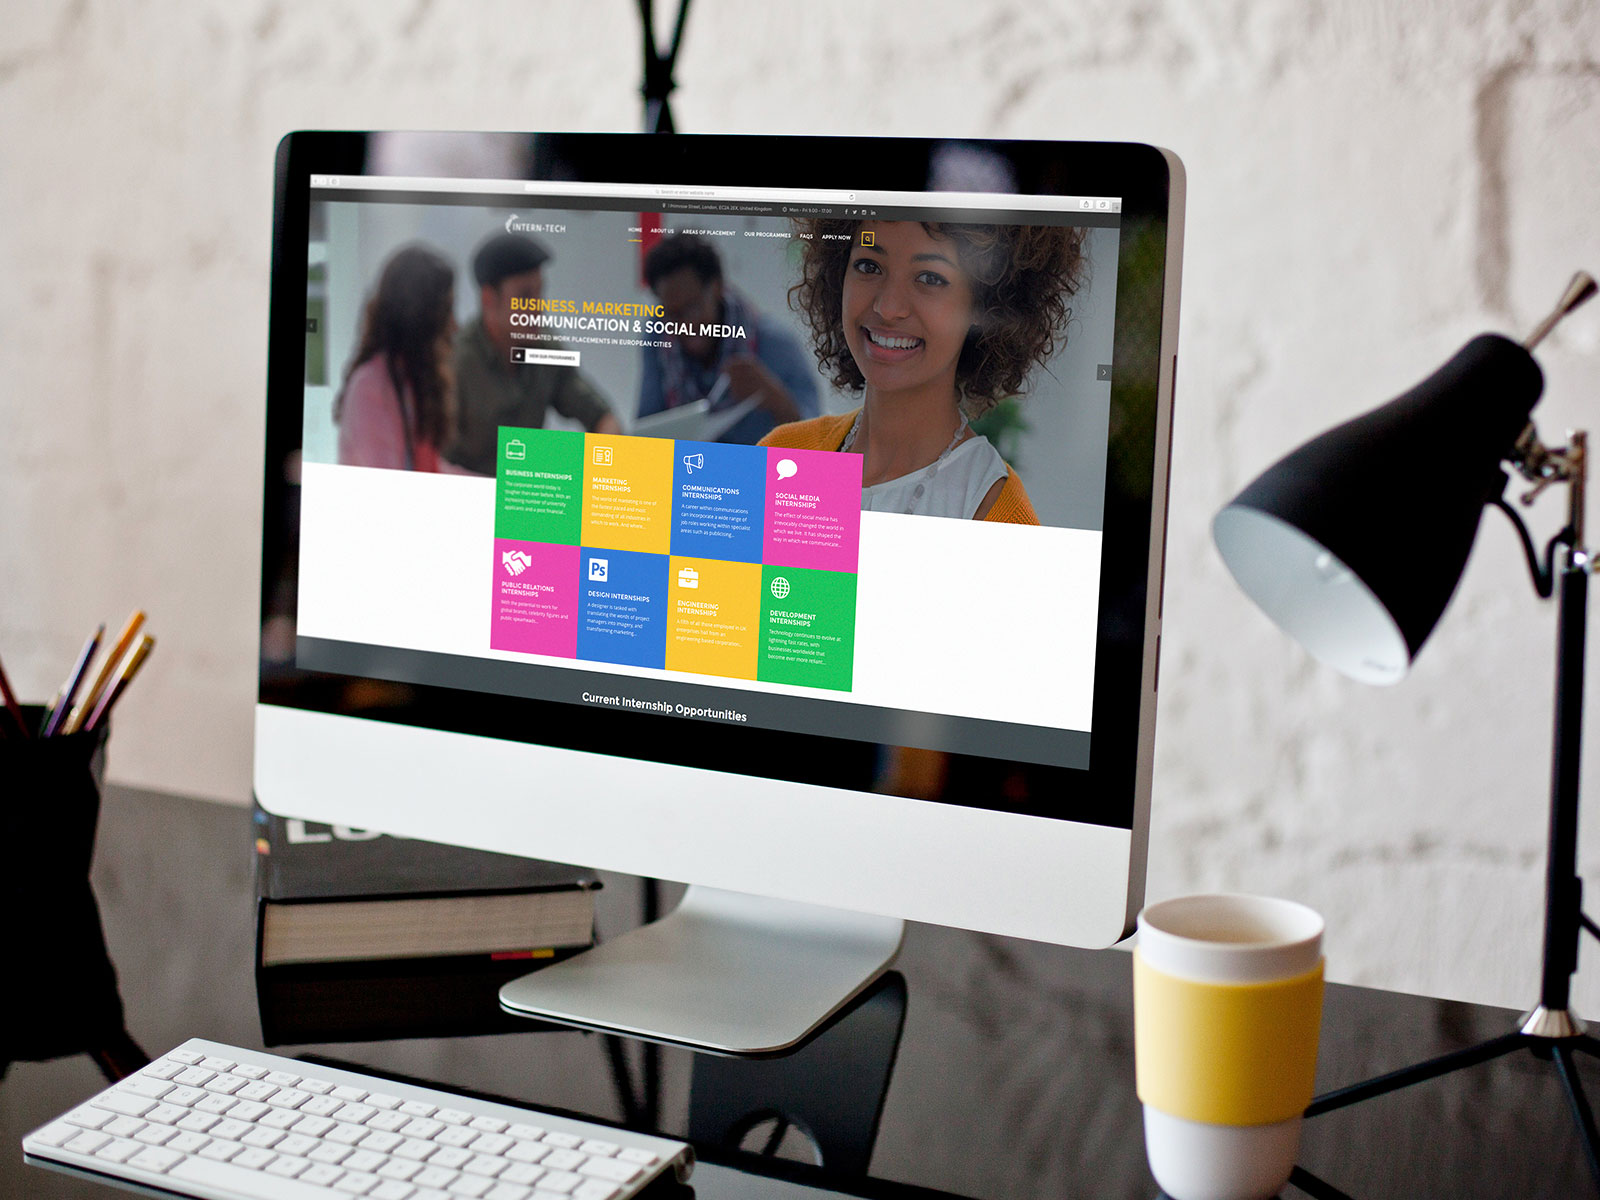 Search or enter website name
1 Primrose Street, London, EC2A 2EX, United Kingdom Mon - Fri 9.00 - 17.00
INTERN-TECH
HOME ABOUT US AREAS OF PLACEMENT OUR PROGRAMMES FAQS APPLY NOW
BUSINESS, MARKETING
COMMUNICATION & SOCIAL MEDIA
TECH RELATED WORK PLACEMENTS IN EUROPEAN CITIES
VIEW OUR PROGRAMMES
BUSINESS INTERNSHIPS
The corporate world today is
tougher than ever before. With an
increasing number of university
applicants and a poor financial...
MARKETING
INTERNSHIPS
The world of marketing is one of
the fastest paced and most
demanding of all industries in
which to work. And where...
COMMUNICATIONS
INTERNSHIPS
A career within communications
can incorporate a wide range of
job roles working within specialist
areas such as publicising...
SOCIAL MEDIA
INTERNSHIPS
The effect of social media has
irrevocably changed the world in
which we live. It has shaped the
way in which we communicate...
PUBLIC RELATIONS
INTERNSHIPS
With the potential to work for
global brands, celebrity figures and
public spearheads...
Ps
DESIGN INTERNSHIPS
A designer is tasked with
translating the words of project
managers into imagery, and
transforming marketing...
ENGINEERING
INTERNSHIPS
of all those employed in UK
enterprises hail from an
engineering based corporation...
DEVELOPMENT
INTERNSHIPS
Technology continues to evolve at
lightning fast rates, with
businesses worldwide that
become ever more reliant...
Current Internship Opportunities